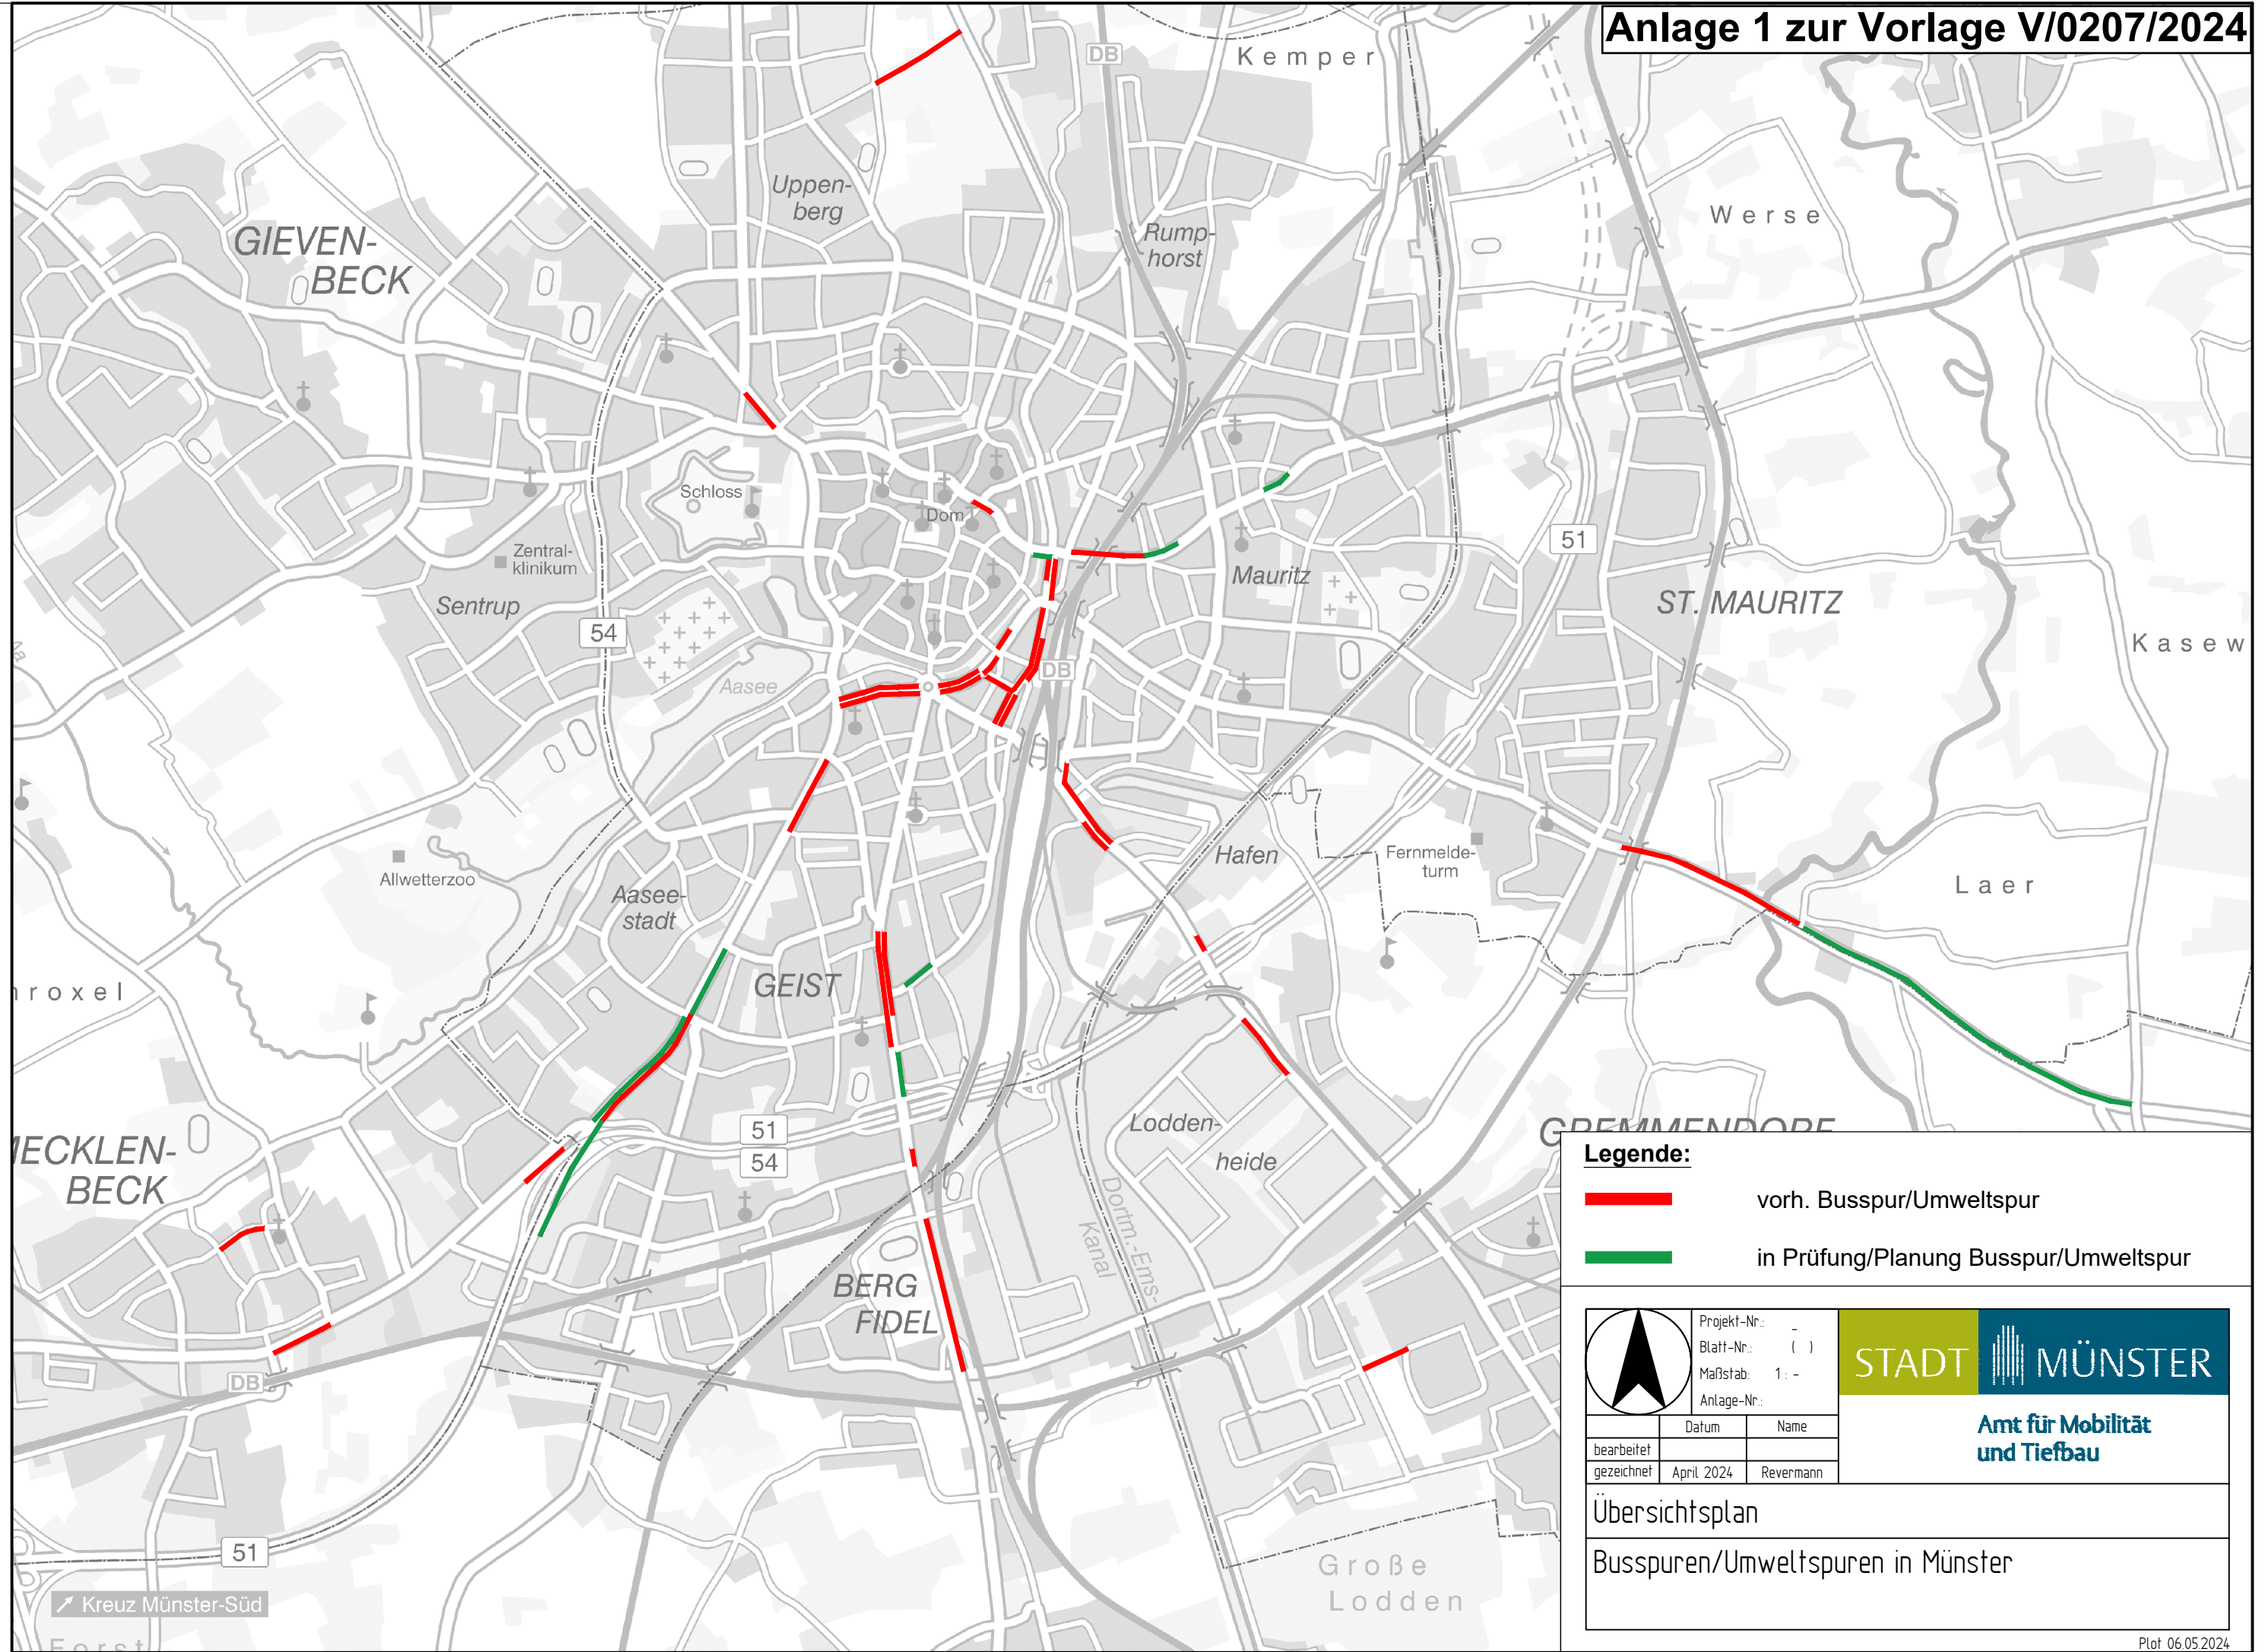 Anlage 1 zur Vorlage V/0207/2024
DB
Kemper
Uppen-
berg
Rump-
horst
Werse
GIEVEN-
BECK
Schloss
Dom
51
Zentral-
klinikum
Mauritz
Sentrup
ST. MAURITZ
54
Kasew
DB
Aasee
Hafen
Fernmelde-
turm
Allwetterzoo
Laer
Aasee-
stadt
GEIST
roxel
51
54
Lodden-
heide
GREMMENDORF
MECKLEN-
BECK
Dortm.-Ems-
Kanal
BERG
FIDEL
DB
51
Kreuz Münster-Süd
Forst
Große
Lodden
Legende:
vorh. Busspur/Umweltspur
in Prüfung/Planung Busspur/Umweltspur
Projekt-Nr.: -
Blatt-Nr.: ( )
Maßstab: 1 : -
Anlage-Nr.:
Datum Name
bearbeitet
gezeichnet April 2024 Revermann
STADT MÜNSTER
Amt für Mobilität
und Tiefbau
Übersichtsplan
Busspuren/Umweltspuren in Münster
Plot 06.05.2024